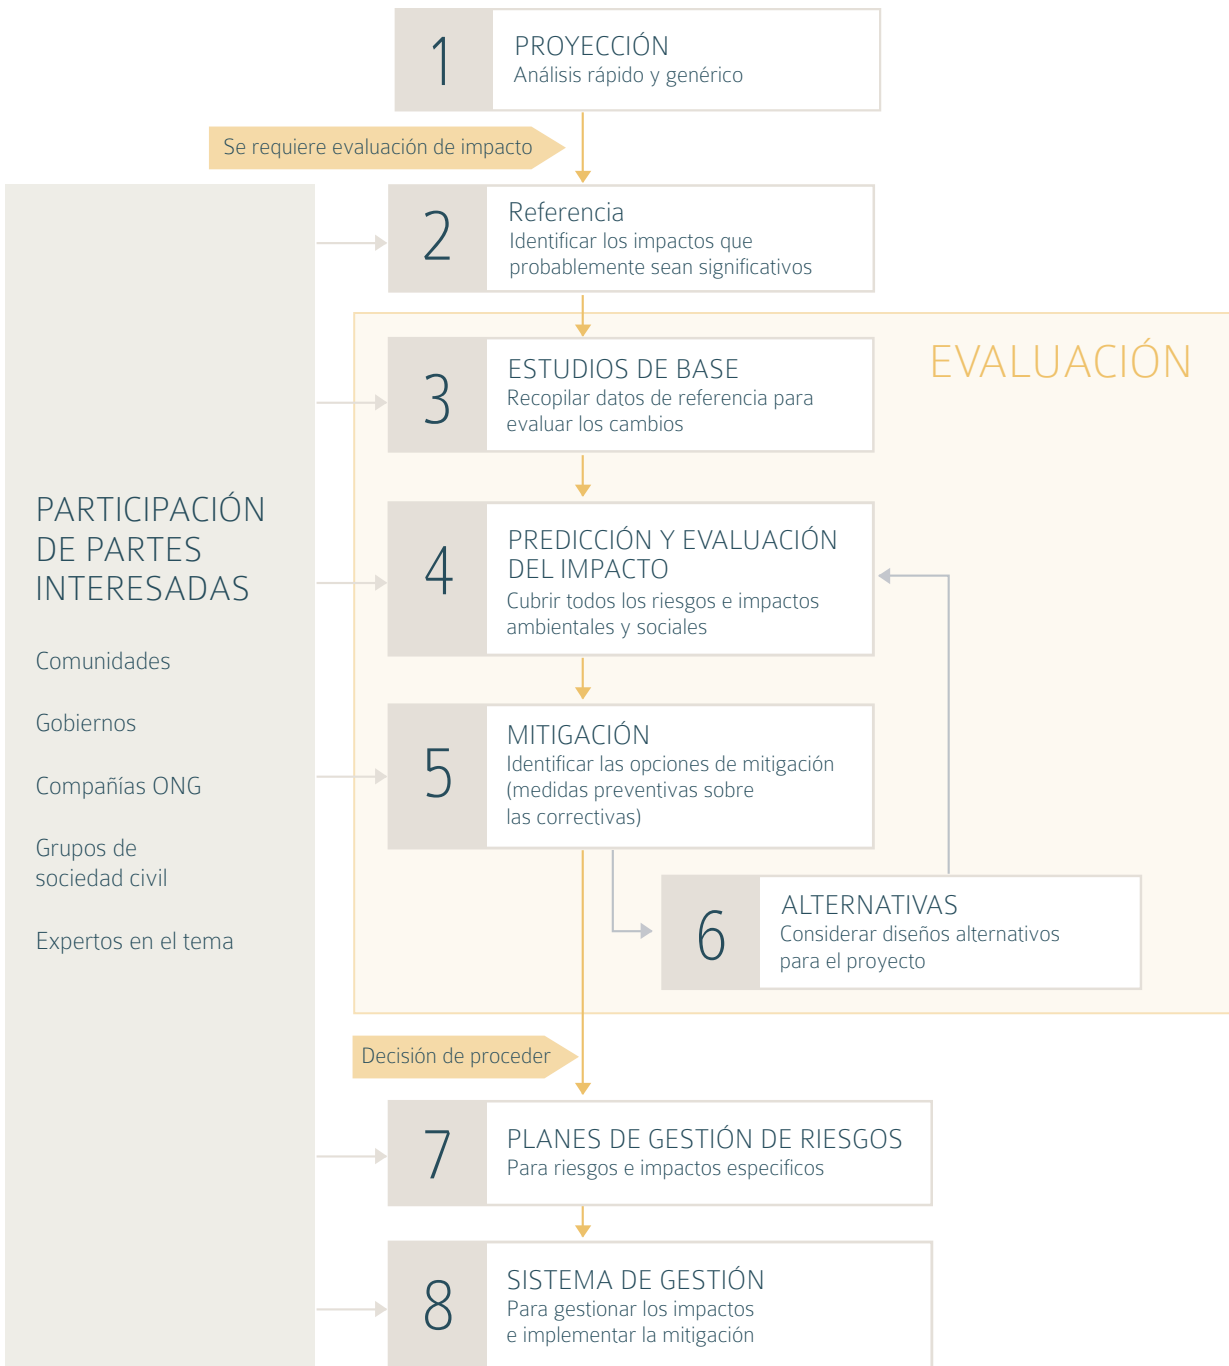 1
PROYECCIÓN
Análisis rápido y genérico
Se requiere evaluación de impacto
2
Referencia
Identificar los impactos que
probablemente sean significativos
EVALUACIÓN
3
ESTUDIOS DE BASE
Recopilar datos de referencia para
evaluar los cambios
PARTICIPACIÓN
DE PARTES
INTERESADAS
Comunidades
Gobiernos
Compañías ONG
Grupos de
sociedad civil
Expertos en el tema
4
PREDICCIÓN Y EVALUACIÓN
DEL IMPACTO
Cubrir todos los riesgos e impactos
ambientales y sociales
5
MITIGACIÓN
Identificar las opciones de mitigación
(medidas preventivas sobre
las correctivas)
6
ALTERNATIVAS
Considerar diseños alternativos
para el proyecto
Decisión de proceder
7
PLANES DE GESTIÓN DE RIESGOS
Para riesgos e impactos especificos
8
SISTEMA DE GESTIÓN
Para gestionar los impactos
e implementar la mitigación